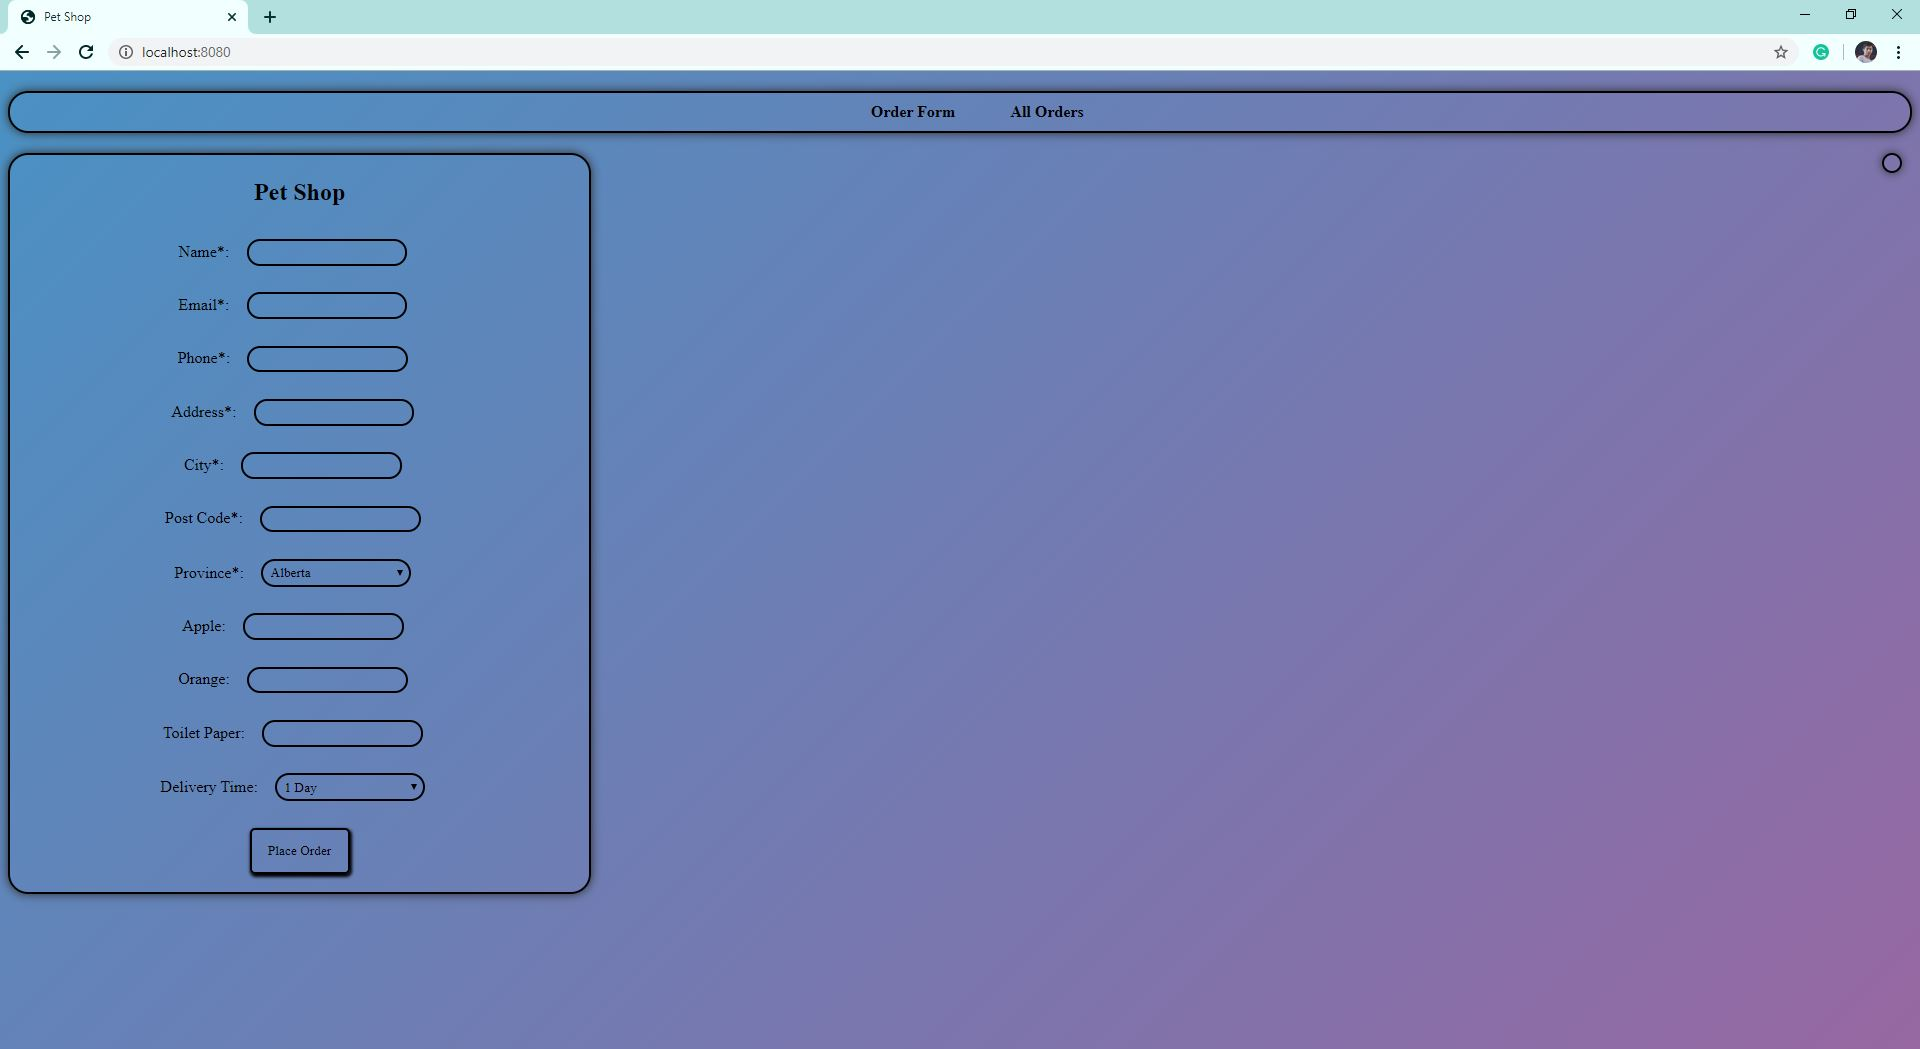 Pet Shop
localhost:8080
Order Form All Orders
Pet Shop
Name*:
Email*:
Phone*:
Address*:
City*:
Post Code*:
Province*: Alberta
Apple:
Orange:
Toilet Paper:
Delivery Time: 1 Day
Place Order